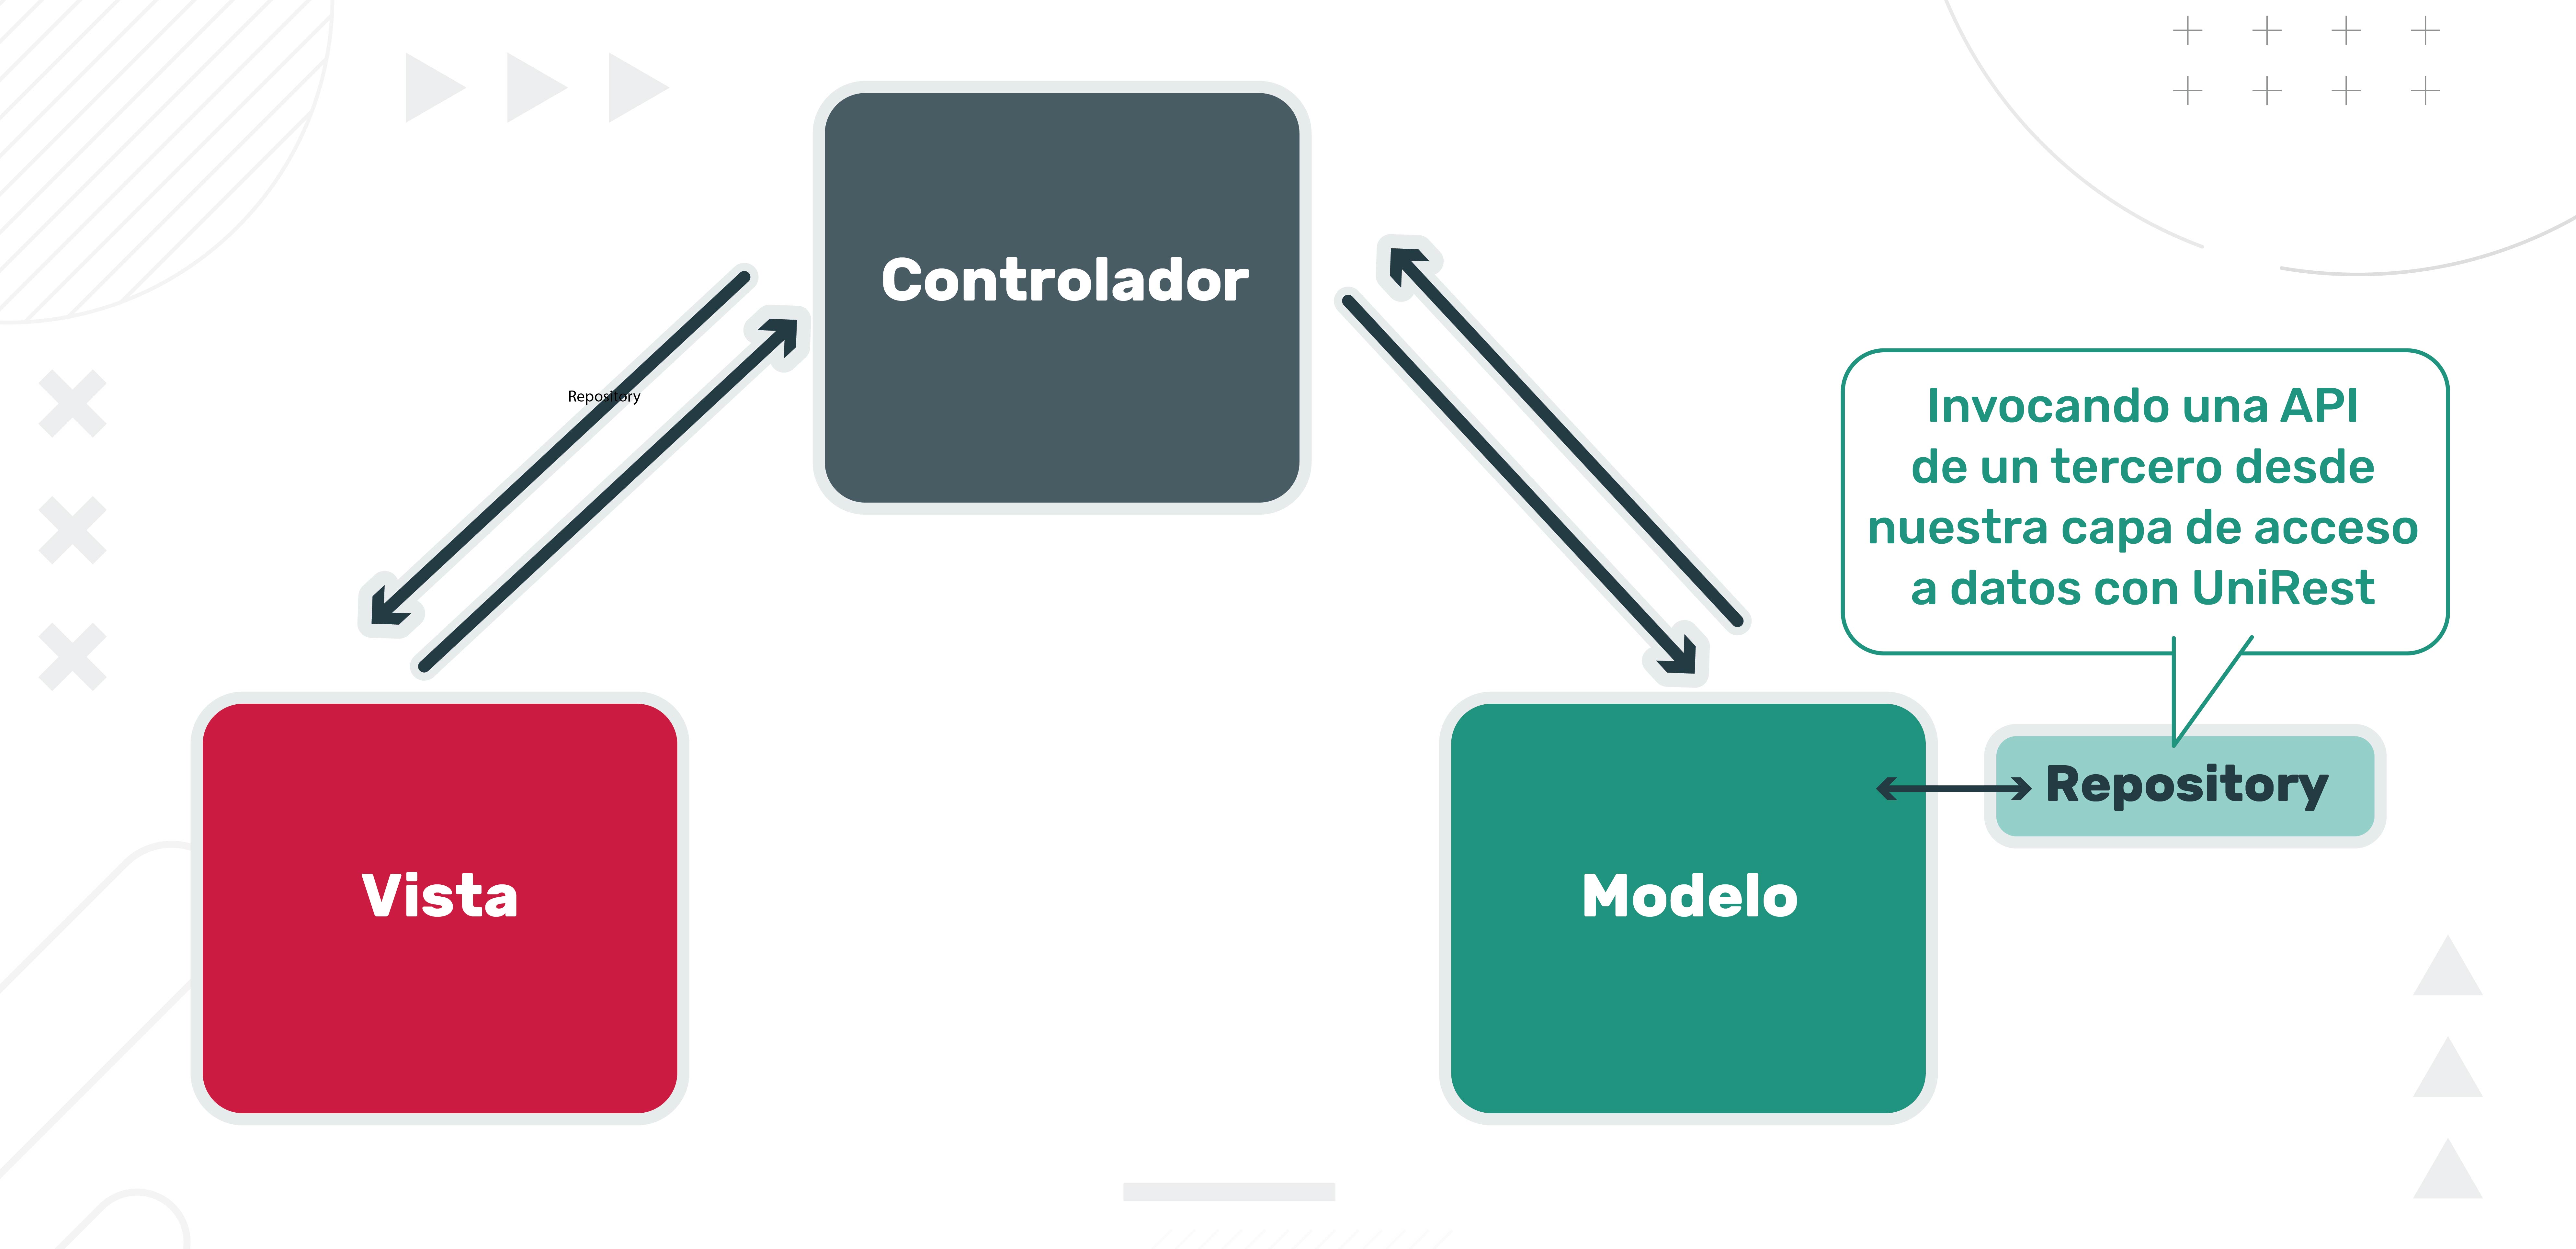 Controlador
Repository
Invocando una API
de un tercero desde
nuestra capa de acceso
a datos con UniRest
Repository
Vista
Modelo